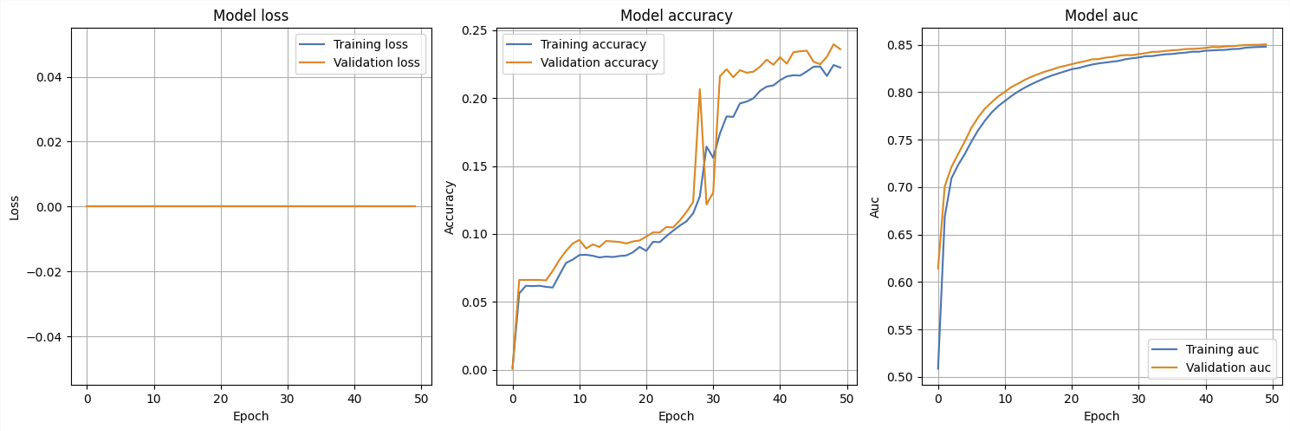 Model loss
Training loss
Validation loss
0.04
0.02
0.00
−0.02
−0.04
Loss
0
10
20
30
40
50
Epoch
Model accuracy
Training accuracy
Validation accuracy
0.25
0.20
0.15
0.10
0.05
0.00
Accuracy
0
10
20
30
40
50
Epoch
Model auc
0.85
0.80
0.75
0.70
0.65
0.60
0.55
0.50
Auc
Training auc
Validation auc
0
10
20
30
40
50
Epoch